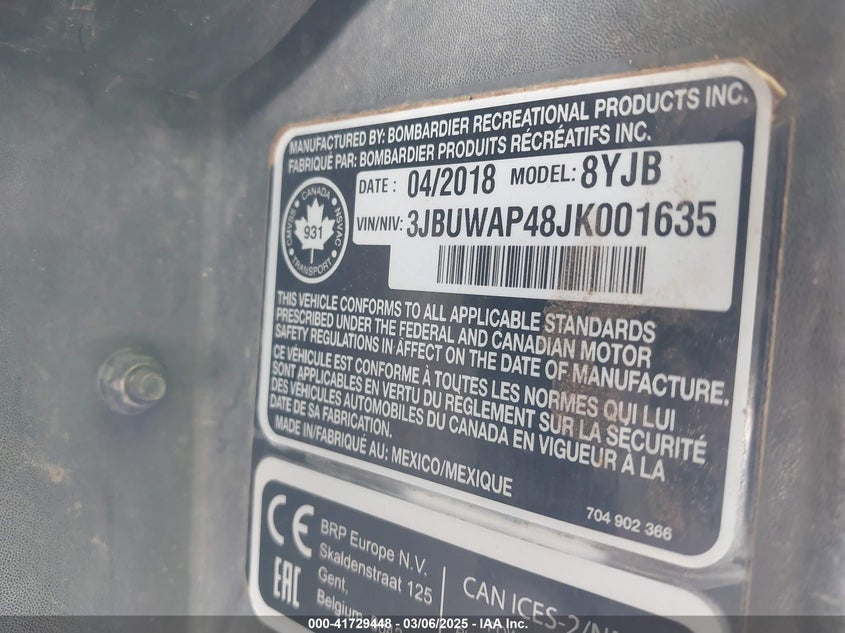 MANUFACTURED BY: BOMBARDIER RECREATIONAL PRODUCTS INC.
FABRIQUÉ PAR: BOMBARDIER PRODUITS RÉCRÉATIFS INC.
DATE : 04/2018 MODEL: 8YJB
VIN/NIV: 3JBUWAP48JK001635
CANADA
CMVSS NSVAC
931
TRANSPORT
THIS VEHICLE CONFORMS TO ALL APPLICABLE STANDARDS
PRESCRIBED UNDER THE FEDERAL AND CANADIAN MOTOR
SAFETY REGULATIONS IN AFFECT ON THE DATE OF MANUFACTURE.
CE VÉHICULE EST CONFORME À TOUTES LES NORMES QUI LUI
SONT APPLICABLES EN VERTU DU RÈGLEMENT SUR LA SÉCURITÉ
DES VÉHICULES AUTOMOBILES DU CANADA EN VIGUEUR À LA
DATE DE SA FABRICATION.
MADE IN/FABRIQUÉ AU: MEXICO/MEXIQUE
704 902 366
CE
EAC
BRP Europe N.V.
Skaldenstraat 125
Gent,
Belgium
CAN ICES-2/
000-41729448 - 03/06/2025 - IAA Inc.